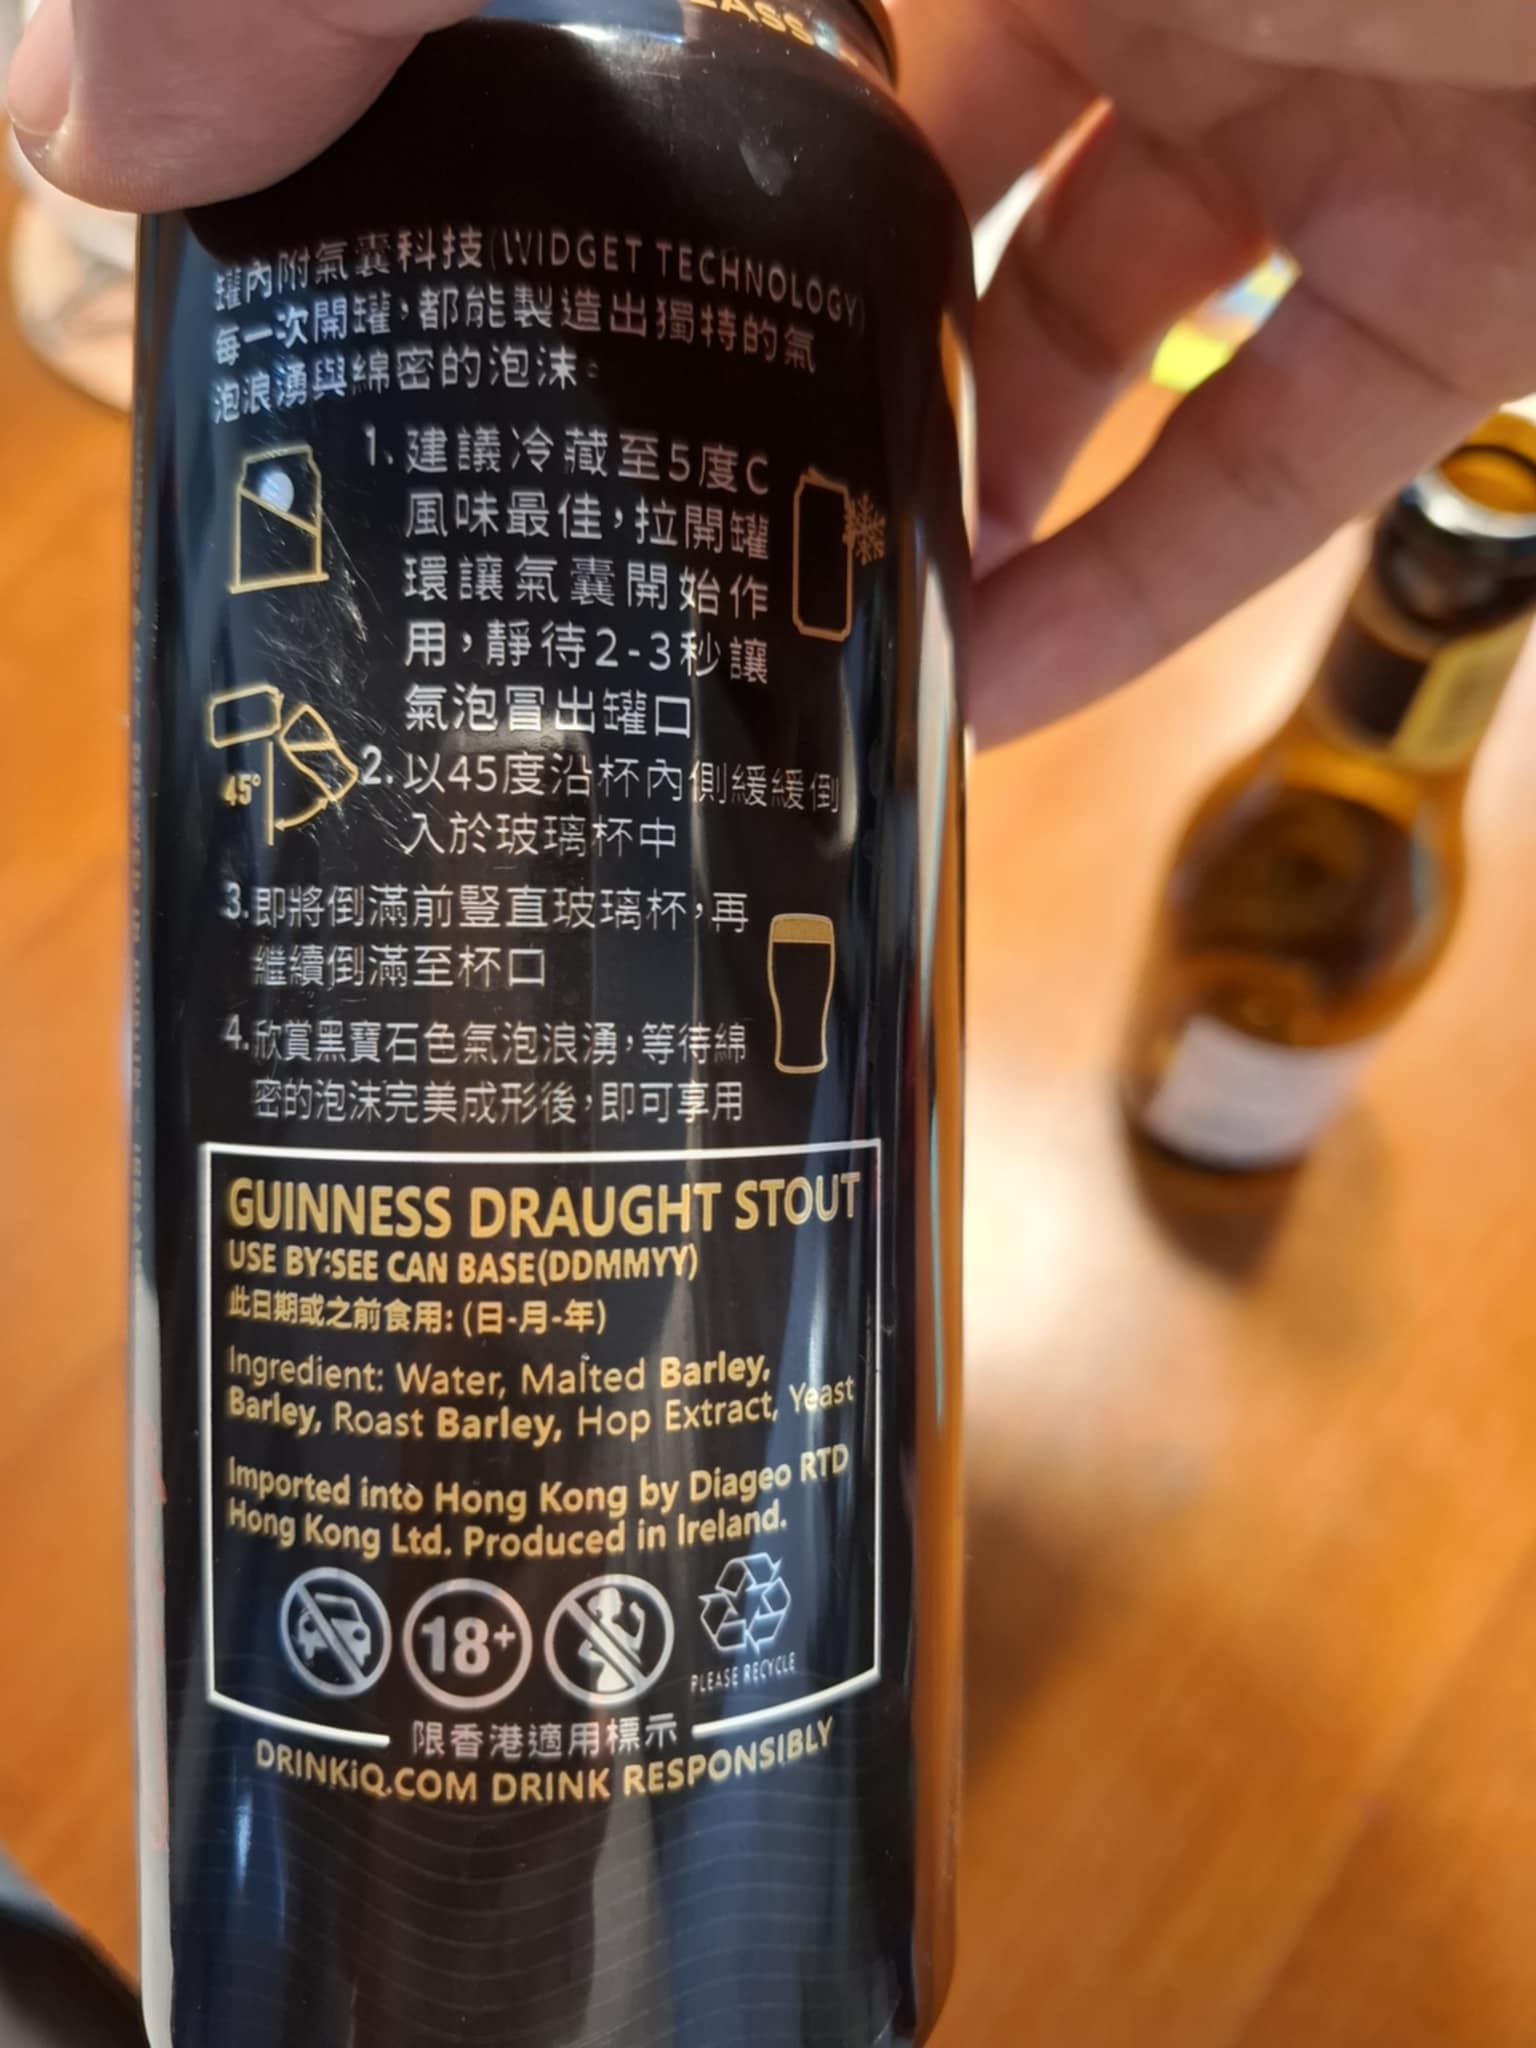 罐內附氣囊科技(WIDGET TECHNOLOGY)
每一次開罐，都能製造出獨特的氣
泡浪湧與綿密的泡沫。
1. 建議冷藏至5度C
風味最佳，拉開罐
環讓氣囊開始作
用，靜待2-3秒讓
氣泡冒出罐口
45°
2. 以45度沿杯內側緩緩倒
入於玻璃杯中
3. 即將倒滿前豎直玻璃杯，再
繼續倒滿至杯口
4. 欣賞黑寶石色氣泡浪湧，等待綿
密的泡沫完美成形後，即可享用
GUINNESS DRAUGHT STOUT
USE BY:SEE CAN BASE(DDMMYY)
此日期或之前食用: (日-月-年)
Ingredient: Water, Malted Barley,
Barley, Roast Barley, Hop Extract, Yeast
Imported into Hong Kong by Diageo RTD
Hong Kong Ltd. Produced in Ireland.
18+
PLEASE RECYCLE
限香港適用標示
DRINKiQ.COM DRINK RESPONSIBLY